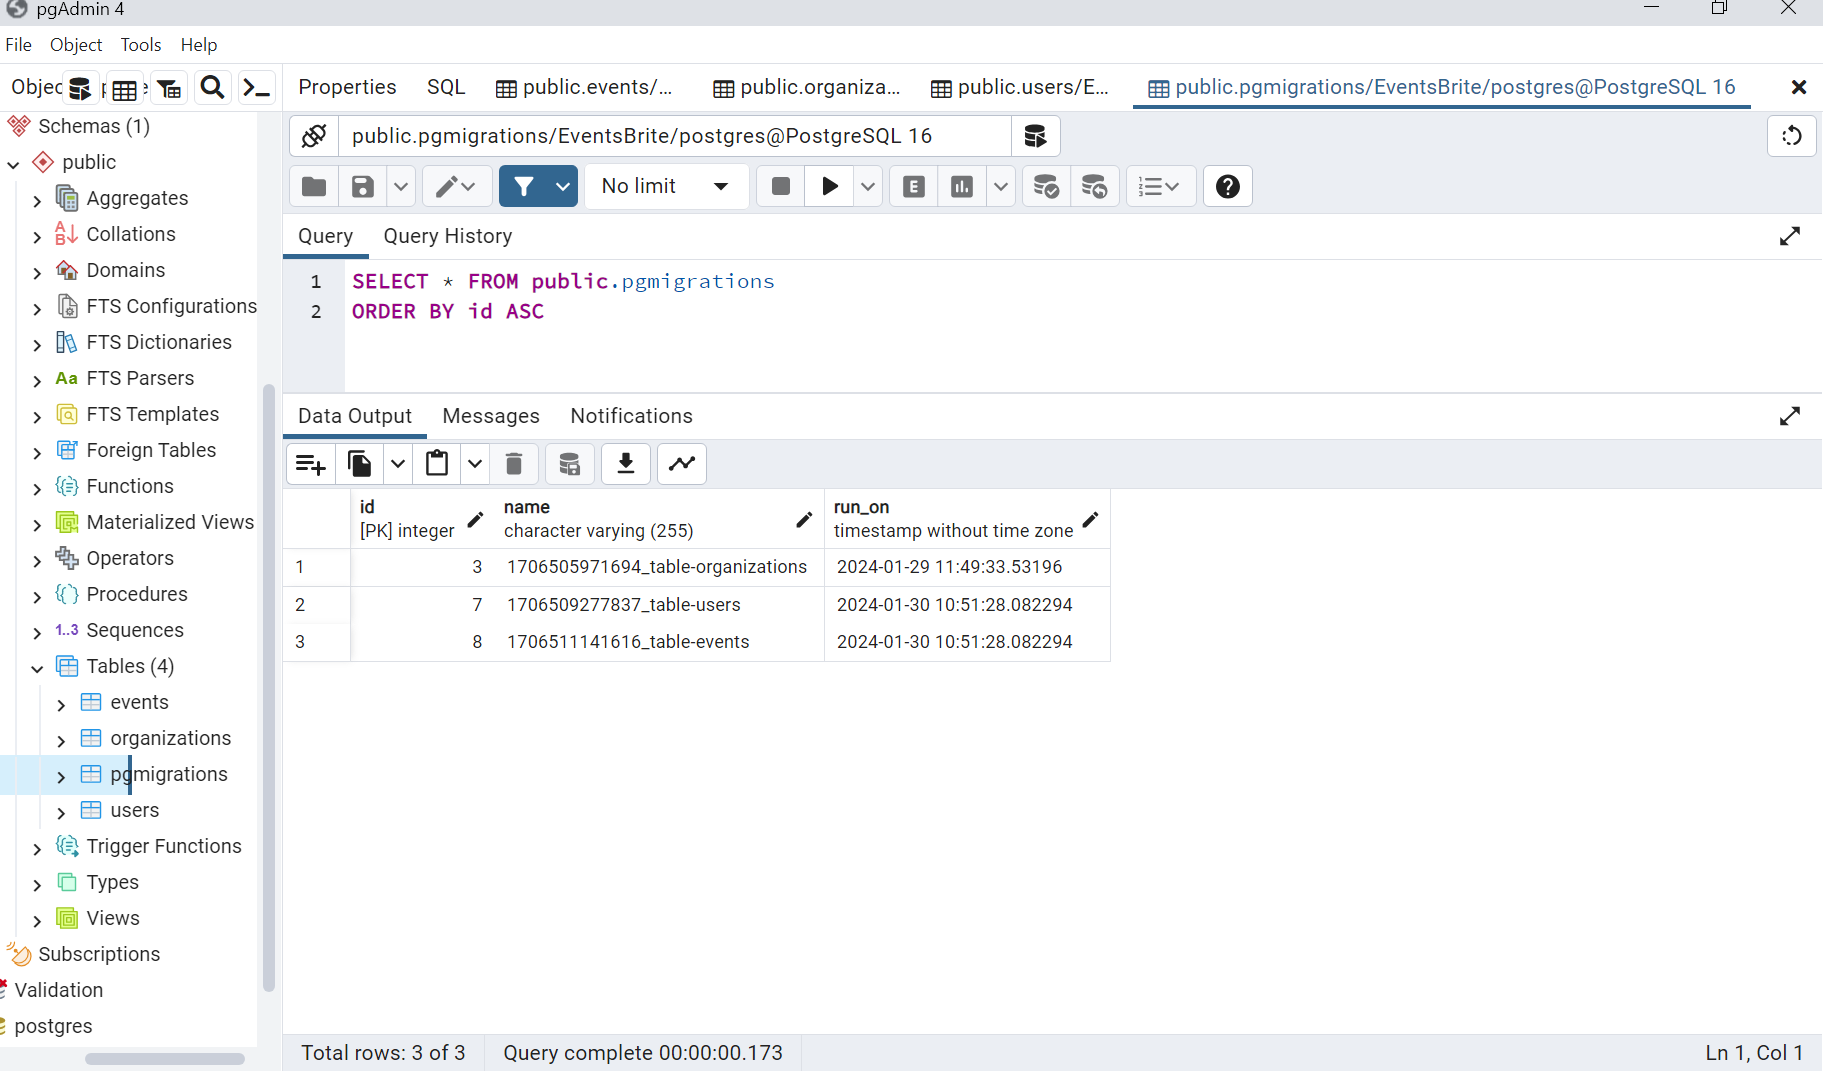 pgAdmin 4
File Object Tools Help
Properties SQL public.events/... public.organiza... public.users/E... public.pgmigrations/EventsBrite/postgres@PostgreSQL 16
Schemas (1)
public
Aggregates
Collations
Domains
FTS Configurations
FTS Dictionaries
Aa FTS Parsers
FTS Templates
Foreign Tables
Functions
Materialized Views
Operators
Procedures
1..3 Sequences
Tables (4)
events
organizations
pgmigrations
users
Trigger Functions
Types
Views
Subscriptions
Validation
postgres
public.pgmigrations/EventsBrite/postgres@PostgreSQL 16
No limit
Query Query History
1 SELECT * FROM public.pgmigrations
2 ORDER BY id ASC
Data Output Messages Notifications
id name run_on
[PK] integer character varying (255) timestamp without time zone
1 3 1706505971694_table-organizations 2024-01-29 11:49:33.53196
2 7 1706509277837_table-users 2024-01-30 10:51:28.082294
3 8 1706511141616_table-events 2024-01-30 10:51:28.082294
Total rows: 3 of 3 Query complete 00:00:00.173 Ln 1, Col 1